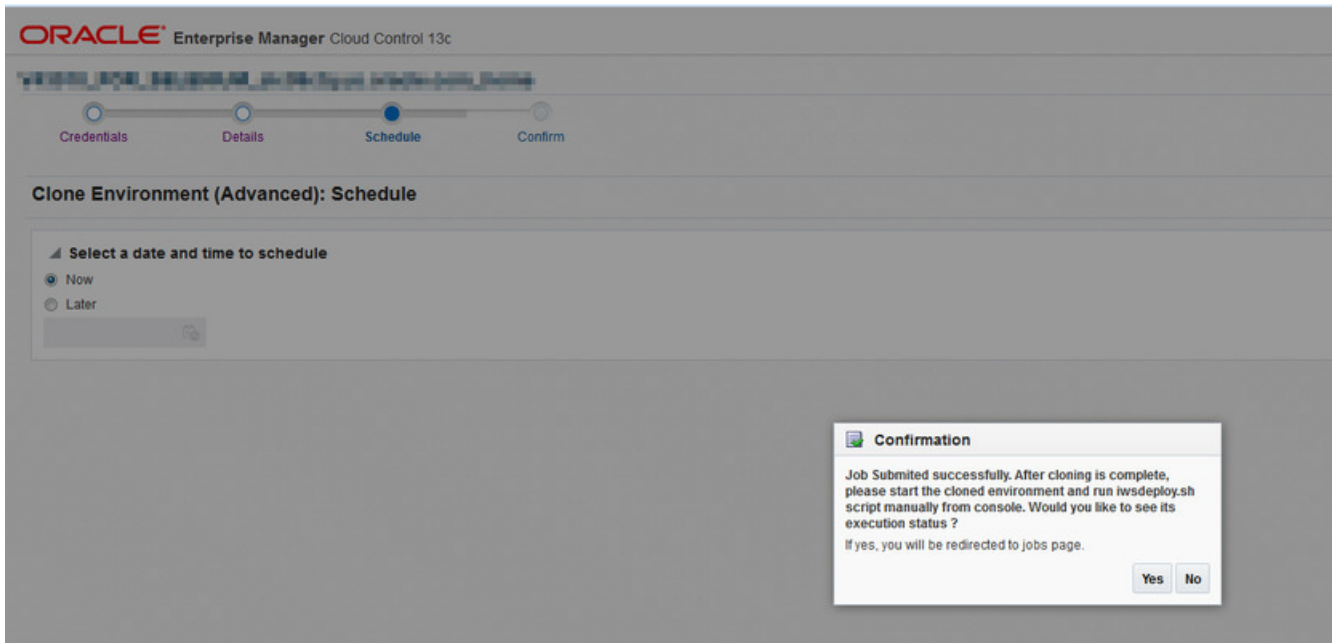 ORACLE Enterprise Manager Cloud Control 13c
Credentials Details Schedule Confirm
Clone Environment (Advanced): Schedule
Select a date and time to schedule
Now
Later
Confirmation
Job Submited successfully. After cloning is complete,
please start the cloned environment and run iwsdeploy.sh
script manually from console. Would you like to see its
execution status ?
If yes, you will be redirected to jobs page.
Yes No